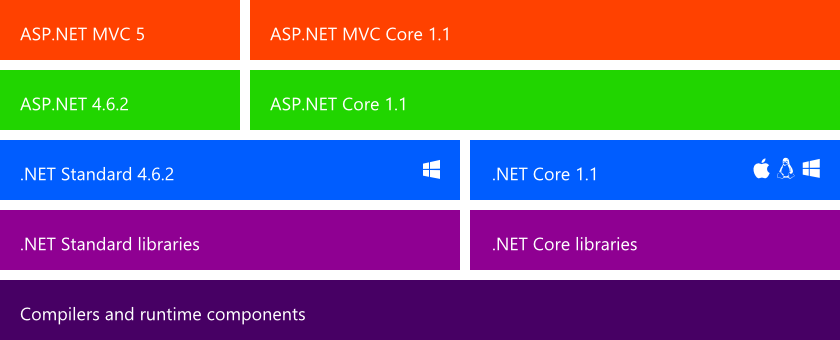 ASP.NET MVC 5
ASP.NET MVC Core 1.1
ASP.NET 4.6.2
ASP.NET Core 1.1
.NET Standard 4.6.2
.NET Core 1.1
.NET Standard libraries
.NET Core libraries
Compilers and runtime components